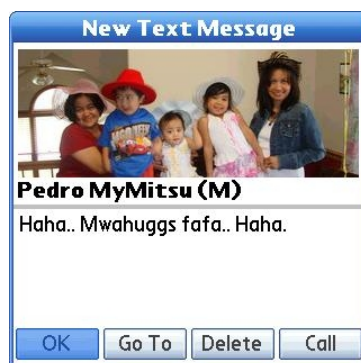 New Text Message
Pedro MyMitsu (M)
Haha.. Mwahuggs fafa.. Haha.
OK
Go To
Delete
Call